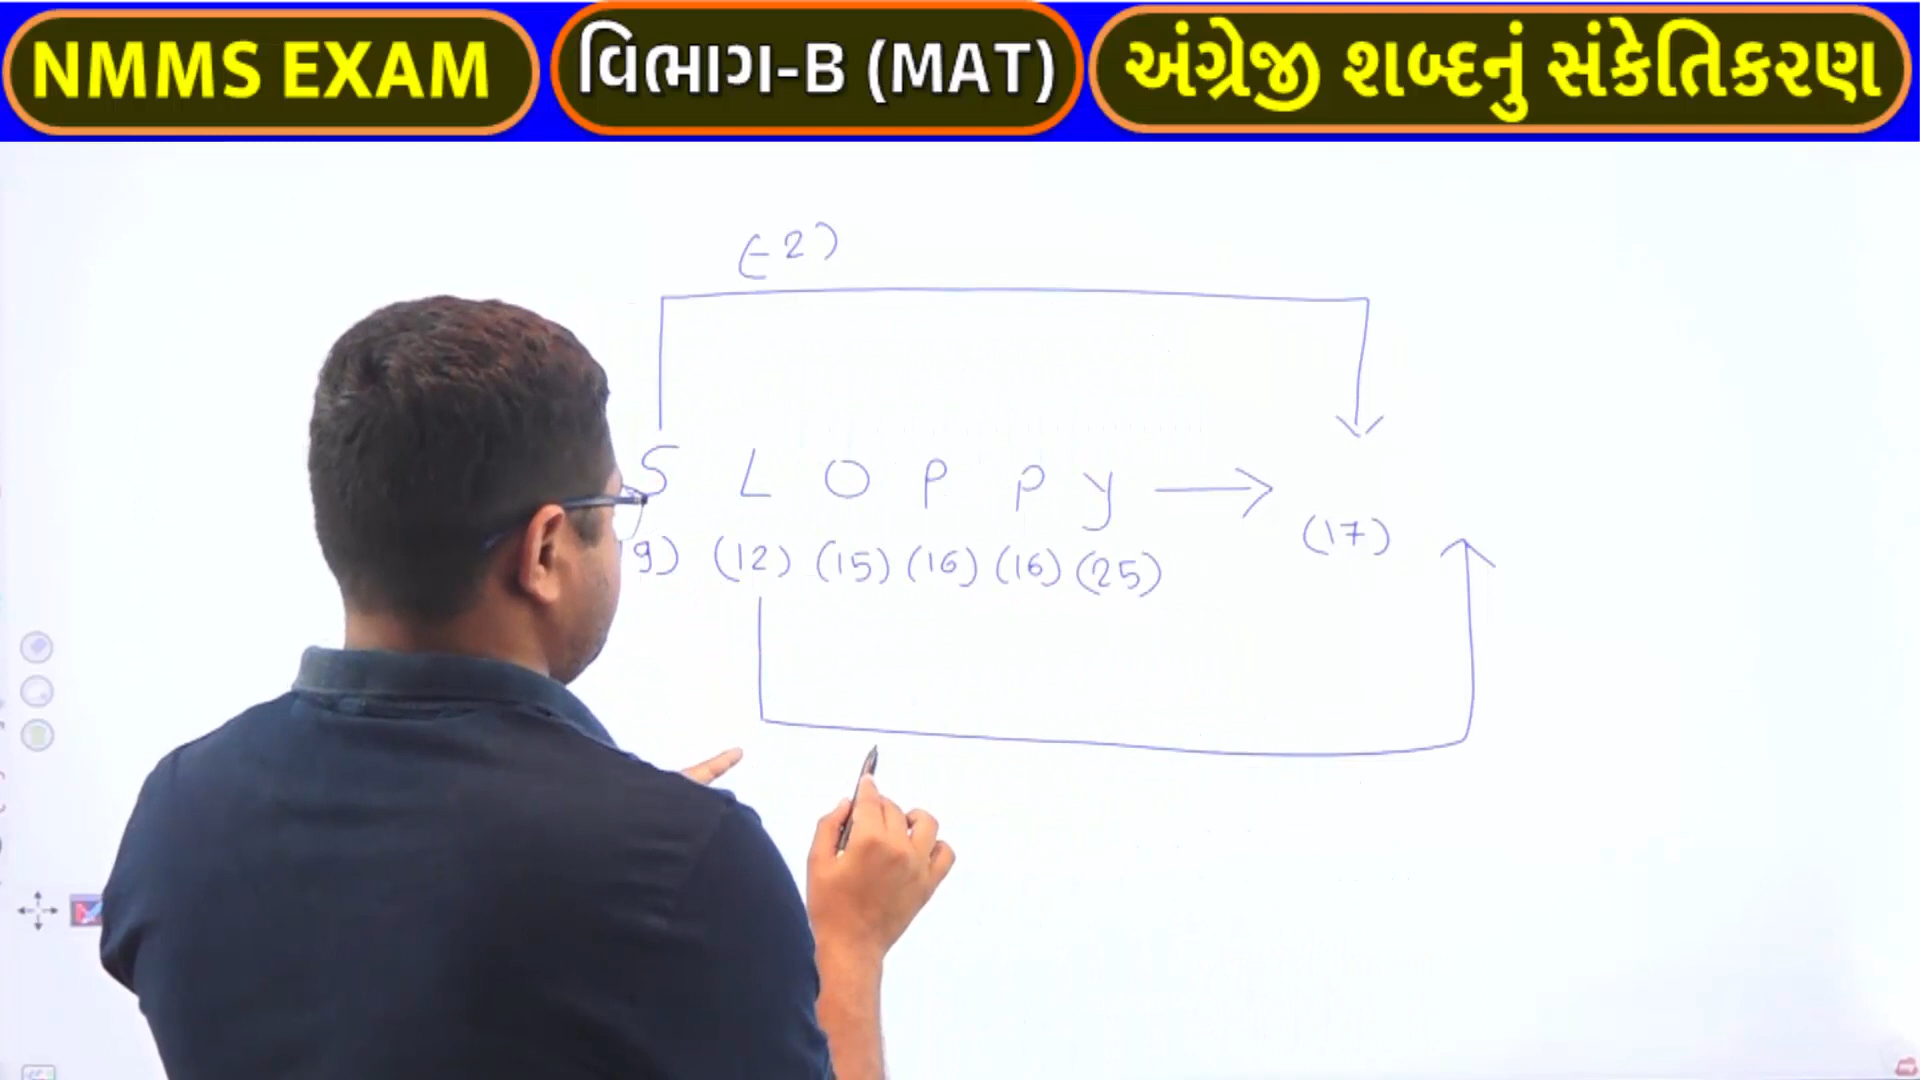 NMMS EXAM
વિભાગ-B (MAT)
અંગ્રેજી શબ્દનું સંકેતિકરણ
(-2)
S L O P P y →
9) (12) (15) (16) (16) (25)
(17)